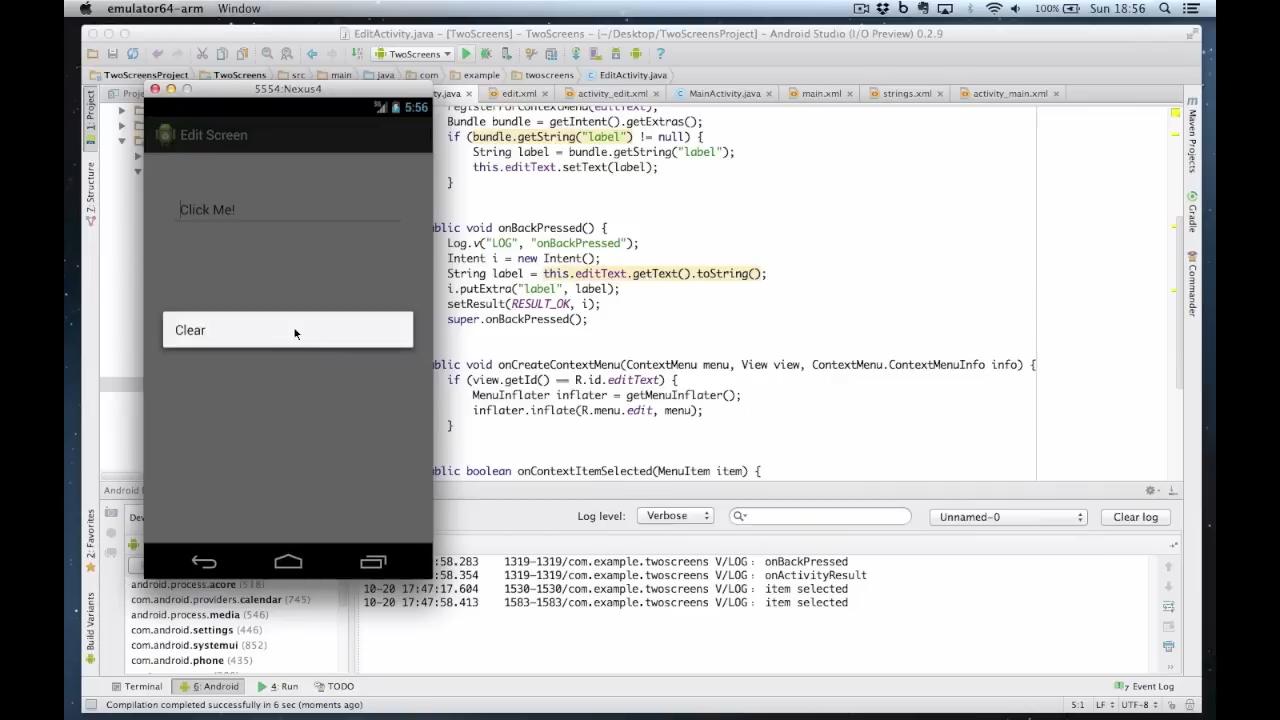 emulator64-arm Window 100% Sun 18:56
EditActivity.java - [TwoScreens] - TwoScreens - [~/Desktop/TwoScreensProject] - Android Studio (I/O Preview) 0.2.9
TwoScreens
TwoScreensProject TwoScreens src main java com example twoscreens EditActivity.java
5554:Nexus4
.java edit.xml activity_edit.xml MainActivity.java main.xml strings.xml activity_main.xml
1: Project
7: Structure
2: Favorites
Build Variants
Maven Projects
Gradle
Commander
5:56
Edit Screen
Click Me!
Clear
registerForContextMenu(editText);
Bundle bundle = getIntent().getExtras();
if (bundle.getString("label") != null) {
String label = bundle.getString("label");
this.editText.setText(label);
}
blic void onBackPressed() {
Log.v("LOG", "onBackPressed");
Intent i = new Intent();
String label = this.editText.getText().toString();
i.putExtra("label", label);
setResult(RESULT_OK, i);
super.onBackPressed();
blic void onCreateContextMenu(ContextMenu menu, View view, ContextMenu.ContextMenuInfo info) {
if (view.getId() == R.id.editText) {
MenuInflater inflater = getMenuInflater();
inflater.inflate(R.menu.edit, menu);
}
blic boolean onContextItemSelected(MenuItem item) {
Android
Log level: Verbose Unnamed-0 Clear log
:58.283 1319-1319/com.example.twoscreens V/LOG: onBackPressed
:58.354 1319-1319/com.example.twoscreens V/LOG: onActivityResult
10-20 17:47:17.604 1530-1530/com.example.twoscreens V/LOG: item selected
10-20 17:47:58.413 1583-1583/com.example.twoscreens V/LOG: item selected
android.process.acore (518)
com.android.providers.calendar (745)
android.process.media (546)
com.android.settings (446)
com.android.systemui (852)
com.android.phone (435)
Terminal 6: Android 4: Run TODO 7 Event Log
Compilation completed successfully in 6 sec (moments ago) 5:1 LF UTF-8